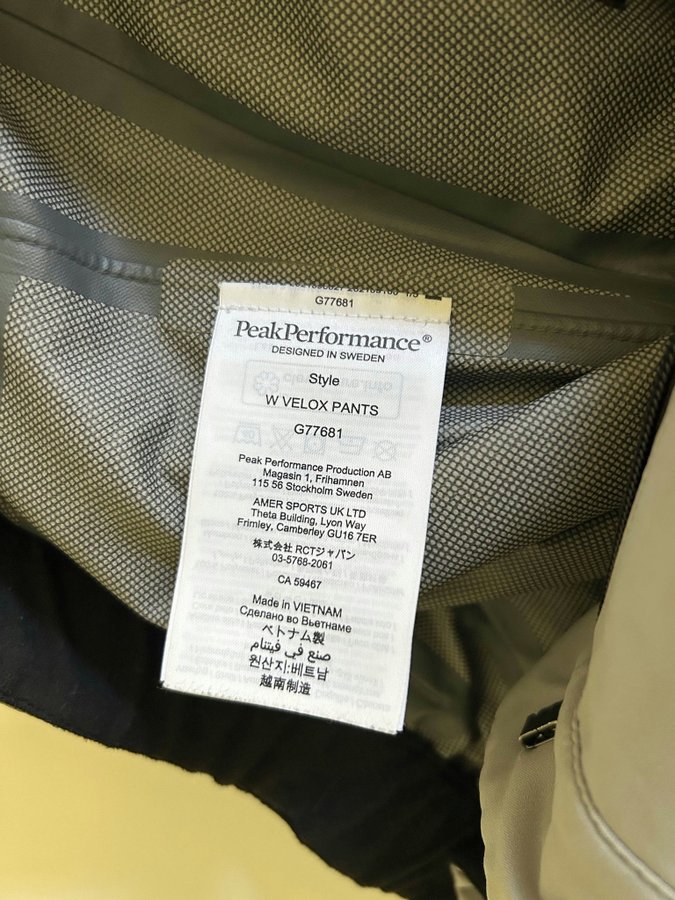 G77681
PeakPerformance®
DESIGNED IN SWEDEN
Style
W VELOX PANTS
G77681
Peak Performance Production AB
Magasin 1, Frihamnen
115 56 Stockholm Sweden
AMER SPORTS UK LTD
Theta Building, Lyon Way
Frimley, Camberley GU16 7ER
株式会社 RCTジャパン
03-5768-2061
CA 59467
Made in VIETNAM
Сделано во Вьетнаме
ベトナム製
صنع في فيتنام
원산지:베트남
越南制造